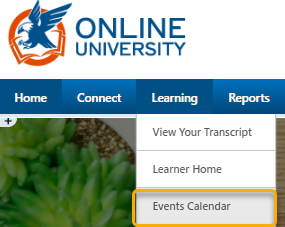 ONLINE
UNIVERSITY
Home Connect Learning Reports
View Your Transcript
Learner Home
Events Calendar